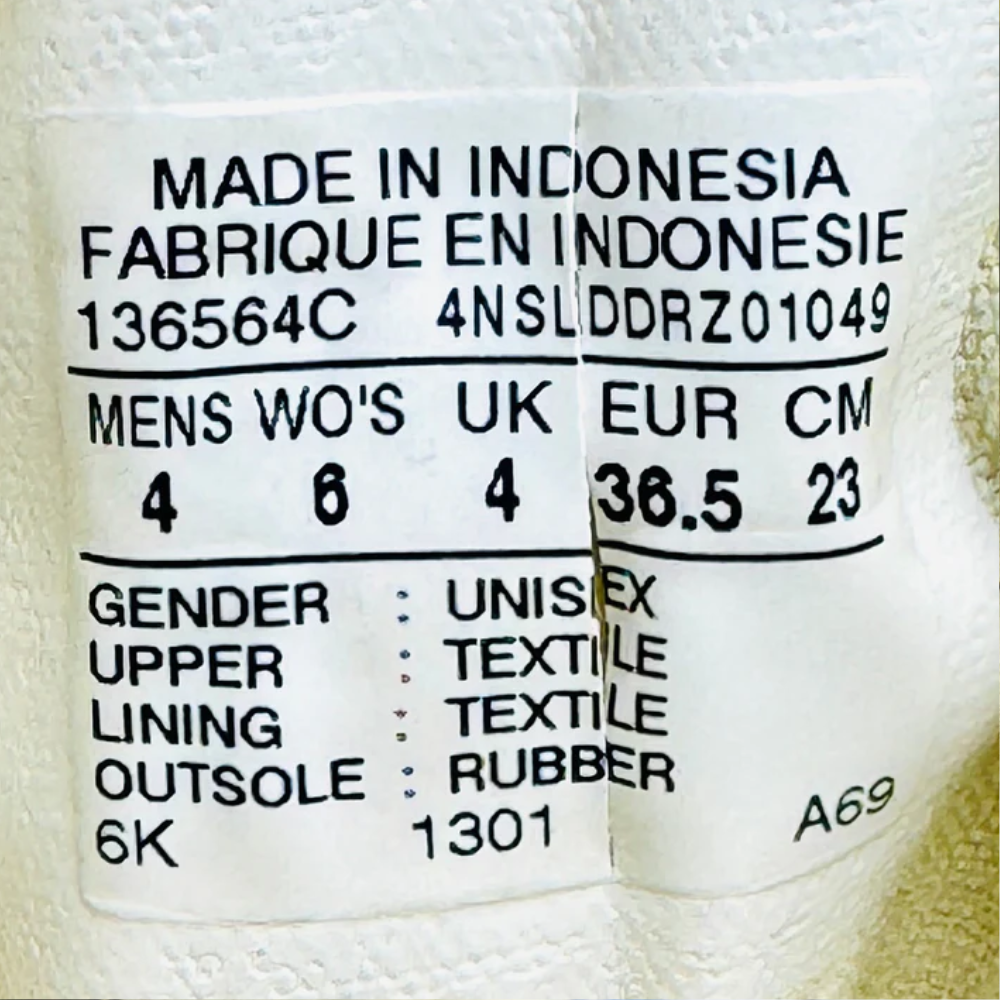 MADE IN INDONESIA
FABRIQUE EN INDONESIE
136564C 4NSLDDRZ01049
MENS WO'S UK EUR CM
4 6 4 36.5 23
GENDER : UNISEX
UPPER : TEXTILE
LINING : TEXTILE
OUTSOLE : RUBBER
6K 1301 A69